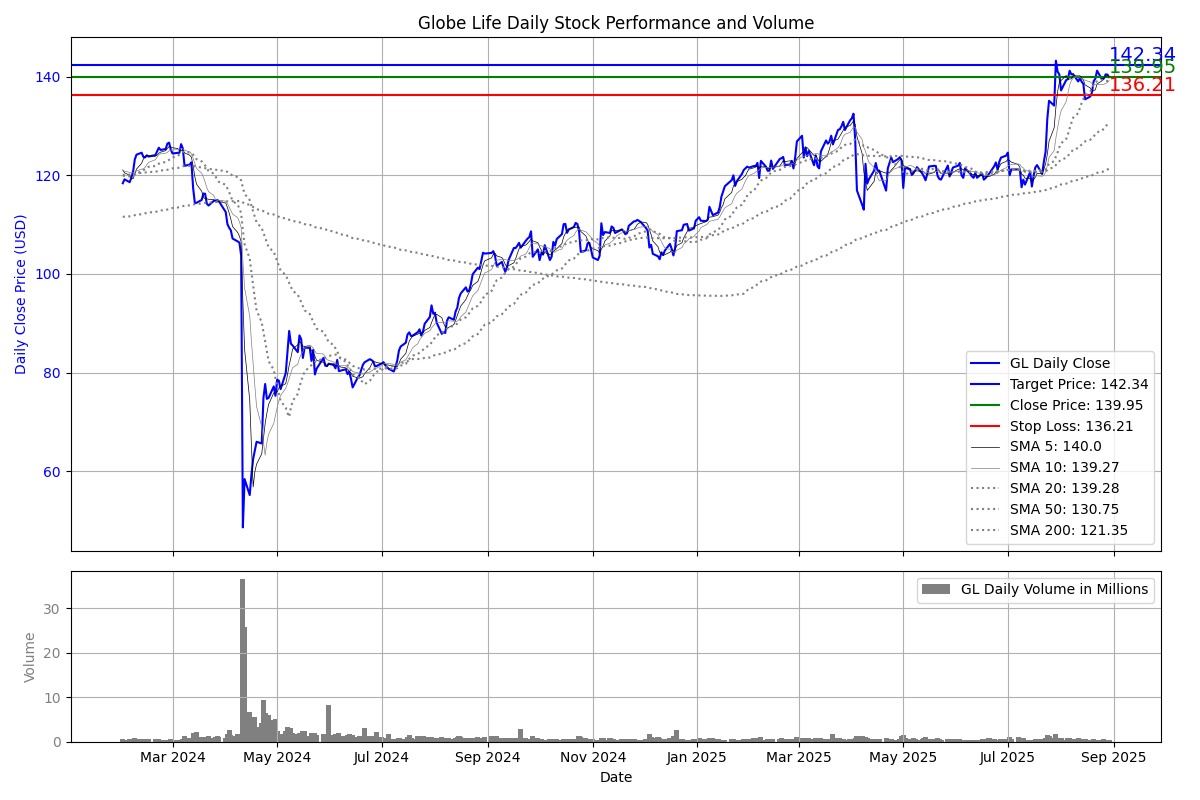 Globe Life Daily Stock Performance and Volume
142.34
139.95
136.21
140
120
100
80
60
Daily Close Price (USD)
GL Daily Close
Target Price: 142.34
Close Price: 139.95
Stop Loss: 136.21
SMA 5: 140.0
SMA 10: 139.27
SMA 20: 139.28
SMA 50: 130.75
SMA 200: 121.35
GL Daily Volume in Millions
30
20
10
0
Volume
Mar 2024 May 2024 Jul 2024 Sep 2024 Nov 2024 Jan 2025 Mar 2025 May 2025 Jul 2025 Sep 2025
Date